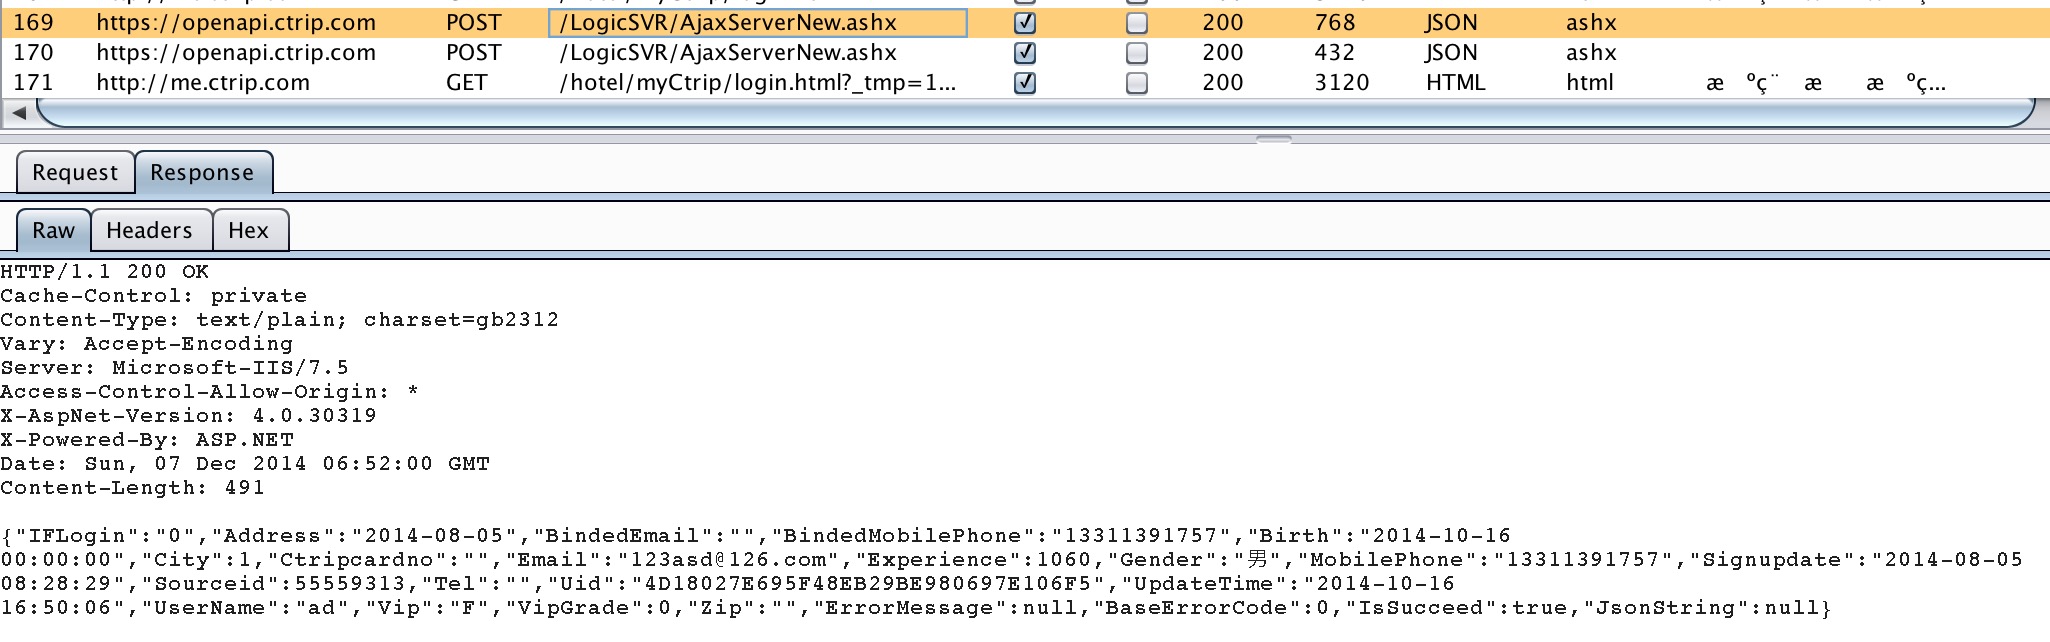 169 https://openapi.ctrip.com POST /LogicSVR/AjaxServerNew.ashx 200 768 JSON ashx
170 https://openapi.ctrip.com POST /LogicSVR/AjaxServerNew.ashx 200 432 JSON ashx
171 http://me.ctrip.com GET /hotel/myCtrip/login.html?_tmp=1... 200 3120 HTML html æ ºç¨ æ æ ºç...
Request Response
Raw Headers Hex
HTTP/1.1 200 OK
Cache-Control: private
Content-Type: text/plain; charset=gb2312
Vary: Accept-Encoding
Server: Microsoft-IIS/7.5
Access-Control-Allow-Origin: *
X-AspNet-Version: 4.0.30319
X-Powered-By: ASP.NET
Date: Sun, 07 Dec 2014 06:52:00 GMT
Content-Length: 491
{"IFLogin":"0","Address":"2014-08-05","BindedEmail":"","BindedMobilePhone":"13311391757","Birth":"2014-10-16
00:00:00","City":1,"Ctripcardno":"","Email":"123asd@126.com","Experience":1060,"Gender":"男","MobilePhone":"13311391757","Signupdate":"2014-08-05
08:28:29","Sourceid":55559313,"Tel":"","Uid":"4D18027E695F48EB29BE980697E106F5","UpdateTime":"2014-10-16
16:50:06","UserName":"ad","Vip":"F","VipGrade":0,"Zip":"","ErrorMessage":null,"BaseErrorCode":0,"IsSucceed":true,"JsonString":null}